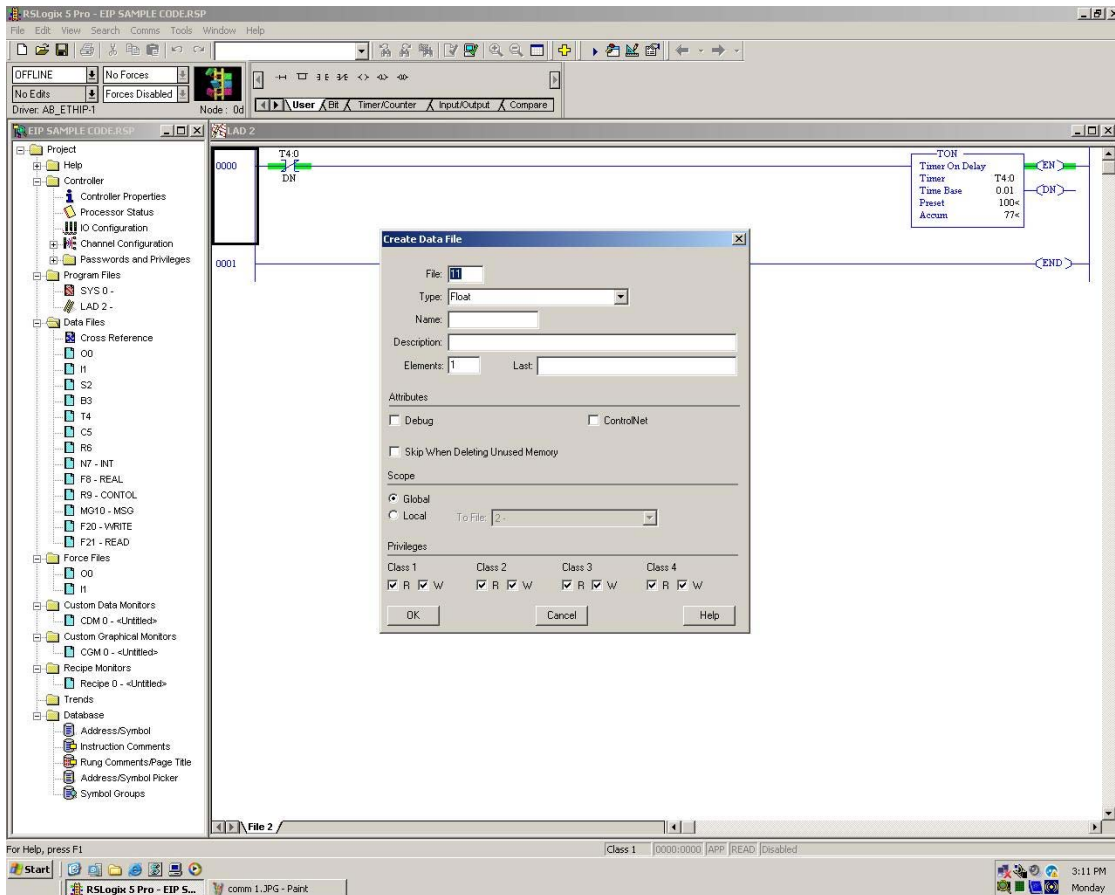 RSLogix 5 Pro - EIP SAMPLE CODE.RSP
File Edit View Search Comms Tools Window Help
OFFLINE No Forces
No Edits Forces Disabled
Driver: AB_ETHIP-1 Node: 0d
User Bit Timer/Counter Input/Output Compare
EIP SAMPLE CODE.RSP
Project
Help
Controller
Controller Properties
Processor Status
IO Configuration
Channel Configuration
Passwords and Privileges
Program Files
SYS 0 -
LAD 2 -
Data Files
Cross Reference
O0
I1
S2
B3
T4
C5
R6
N7 - INT
F8 - REAL
R9 - CONTOL
MG10 - MSG
F20 - WRITE
F21 - READ
Force Files
O0
I1
Custom Data Monitors
CDM 0 - <Untitled>
Custom Graphical Monitors
CGM 0 - <Untitled>
Recipe Monitors
Recipe 0 - <Untitled>
Trends
Database
Address/Symbol
Instruction Comments
Rung Comments/Page Title
Address/Symbol Picker
Symbol Groups
LAD 2
0000
T4:0
DN
TON
Timer On Delay EN
Timer T4:0
Time Base 0.01 DN
Preset 100<
Accum 77<
0001
END
Create Data File
File: 11
Type: Float
Name:
Description:
Elements: 1 Last:
Attributes
Debug ControlNet
Skip When Deleting Unused Memory
Scope
Global
Local To File: 2 -
Privileges
Class 1 Class 2 Class 3 Class 4
R W R W R W R W
OK Cancel Help
File 2
For Help, press F1 Class 1 0000:0000 APP READ Disabled
Start
RSLogix 5 Pro - EIP S... comm 1.JPG - Paint
3:11 PM
Monday